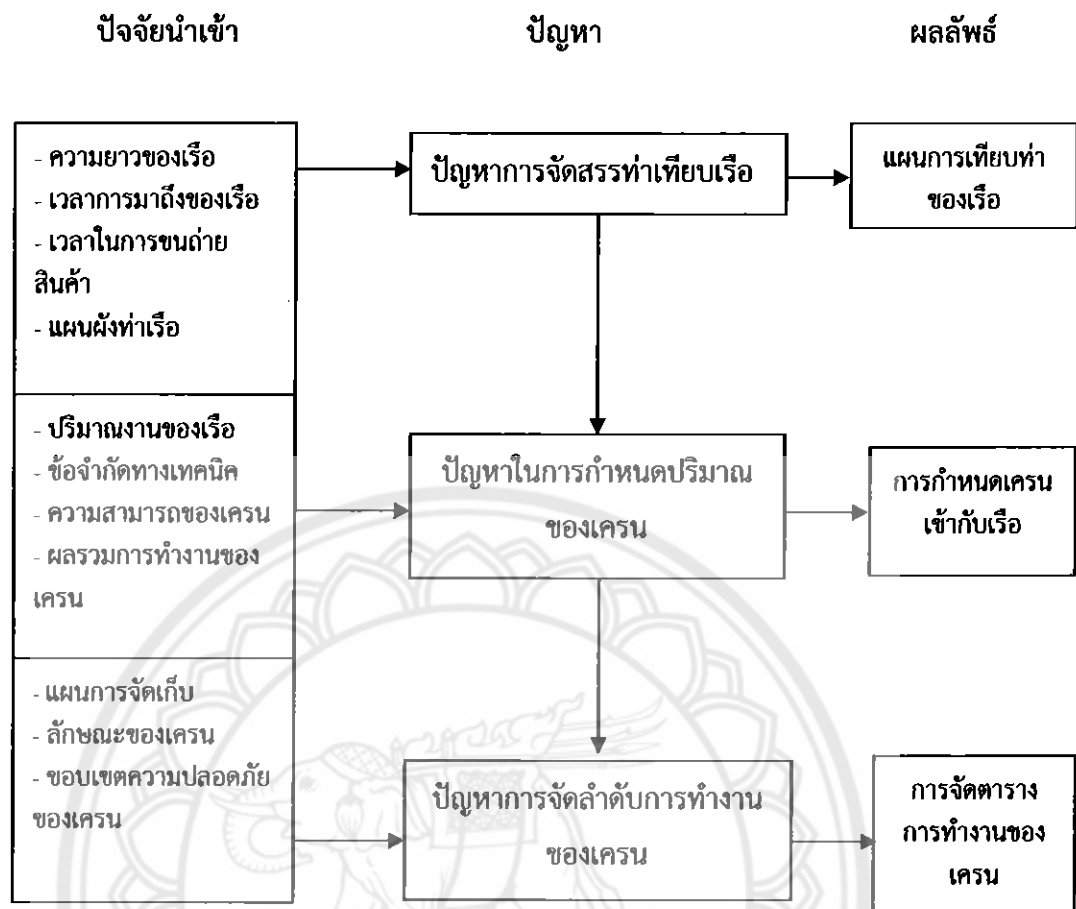 ปัจจัยนำเข้า
ปัญหา
ผลลัพธ์
- ความยาวของเรือ
- เวลาการมาถึงของเรือ
- เวลาในการขนถ่าย
สินค้า
- แผนผังท่าเรือ
ปัญหาการจัดสรรท่าเทียบเรือ
แผนการเทียบท่า
ของเรือ
- ปริมาณงานของเรือ
- ข้อจำกัดทางเทคนิค
- ความสามารถของเครน
- ผลรวมการทำงานของ
เครน
ปัญหาในการกำหนดปริมาณ
ของเครน
การกำหนดเครน
เข้ากับเรือ
- แผนการจัดเก็บ
- ลักษณะของเครน
- ขอบเขตความปลอดภัย
ของเครน
ปัญหาการจัดลำดับการทำงาน
ของเครน
การจัดตาราง
การทำงานของ
เครน